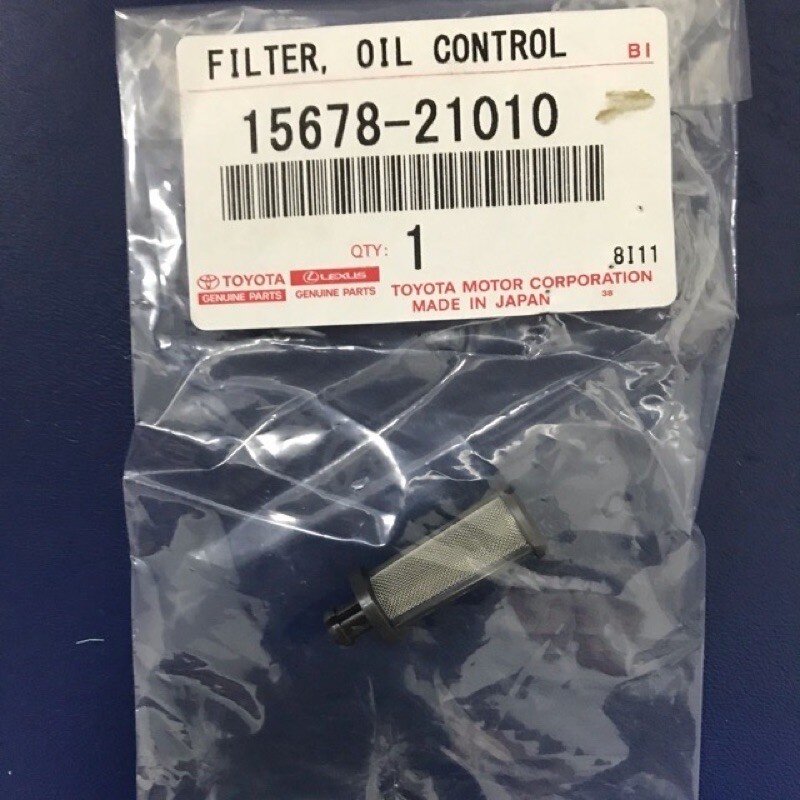 FILTER, OIL CONTROL BI
15678-21010
QTY: 1
8I11
TOYOTA
GENUINE PARTS
LEXUS
GENUINE PARTS
TOYOTA MOTOR CORPORATION
MADE IN JAPAN 38